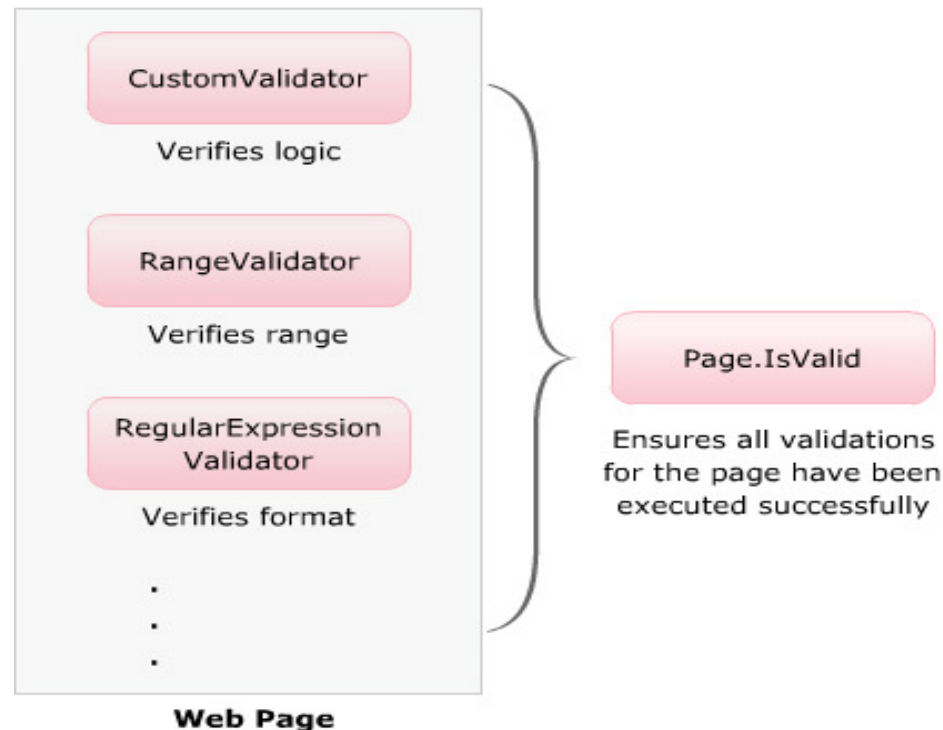 CustomValidator
Verifies logic
RangeValidator
Verifies range
RegularExpression
Validator
Verifies format
.
.
.
Web Page
Page.IsValid
Ensures all validations
for the page have been
executed successfully